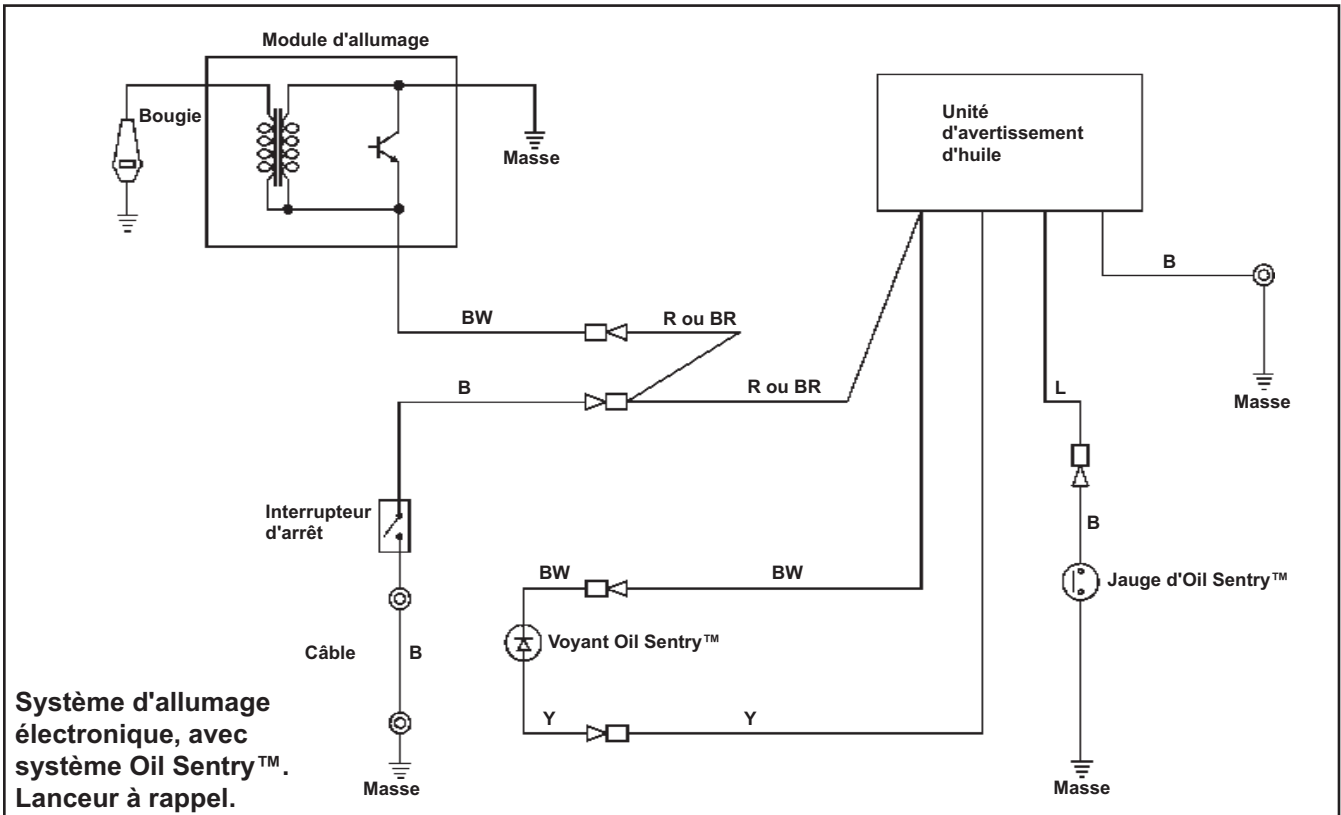 Module d'allumage
Bougie
Masse
Unité
d'avertissement
d'huile
B
Masse
BW
R ou BR
B
R ou BR
L
B
Interrupteur
d'arrêt
BW
BW
Jauge d'Oil Sentry™
Voyant Oil Sentry™
Câble
B
Y
Y
Masse
Masse
Système d'allumage
électronique, avec
système Oil Sentry™.
Lanceur à rappel.